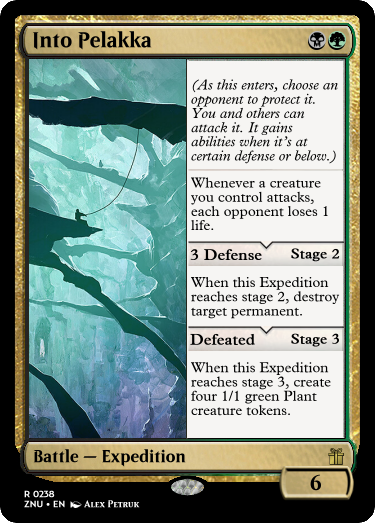 Into Pelakka
(As this enters, choose an
opponent to protect it.
You and others can
attack it. It gains
abilities when it's at
certain defense or below.)
Whenever a creature
you control attacks,
each opponent loses 1
life.
3 Defense Stage 2
When this Expedition
reaches stage 2, destroy
target permanent.
Defeated Stage 3
When this Expedition
reaches stage 3, create
four 1/1 green Plant
creature tokens.
Battle — Expedition
6
R 0238
ZNU • EN Alex Petruk